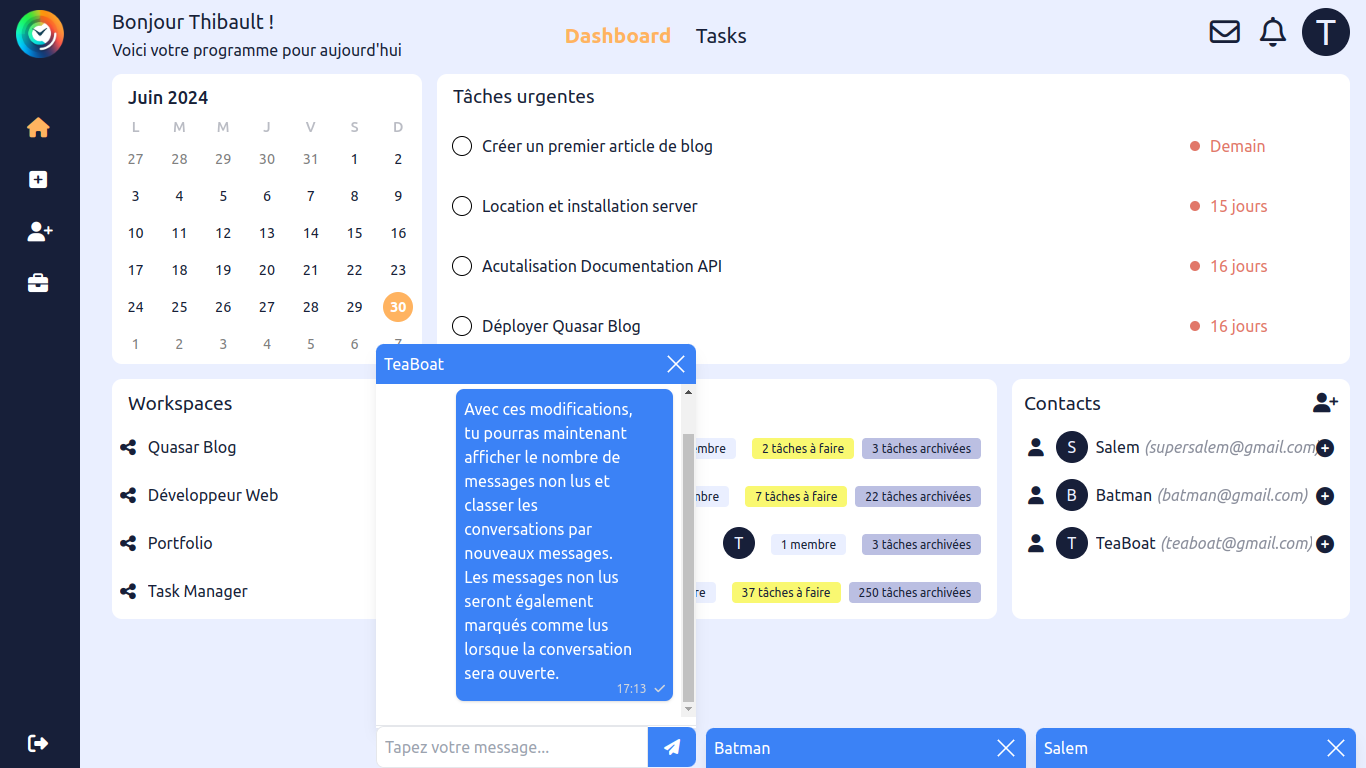 Bonjour Thibault !
Voici votre programme pour aujourd'hui
Dashboard Tasks
T
Juin 2024
L M M J V S D
27 28 29 30 31 1 2
3 4 5 6 7 8 9
10 11 12 13 14 15 16
17 18 19 20 21 22 23
24 25 26 27 28 29 30
1 2 3 4 5 6 7
Tâches urgentes
Créer un premier article de blog Demain
Location et installation server 15 jours
Acutalisation Documentation API 16 jours
Déployer Quasar Blog 16 jours
Workspaces
Quasar Blog 2 tâches à faire 3 tâches archivées
Développeur Web 7 tâches à faire 22 tâches archivées
Portfolio T 1 membre 3 tâches archivées
Task Manager 37 tâches à faire 250 tâches archivées
Contacts
S Salem (supersalem@gmail.com
B Batman (batman@gmail.com)
T TeaBoat (teaboat@gmail.com)
TeaBoat
Avec ces modifications,
tu pourras maintenant
afficher le nombre de
messages non lus et
classer les
conversations par
nouveaux messages.
Les messages non lus
seront également
marqués comme lus
lorsque la conversation
sera ouverte.
17:13
Tapez votre message...
Batman
Salem